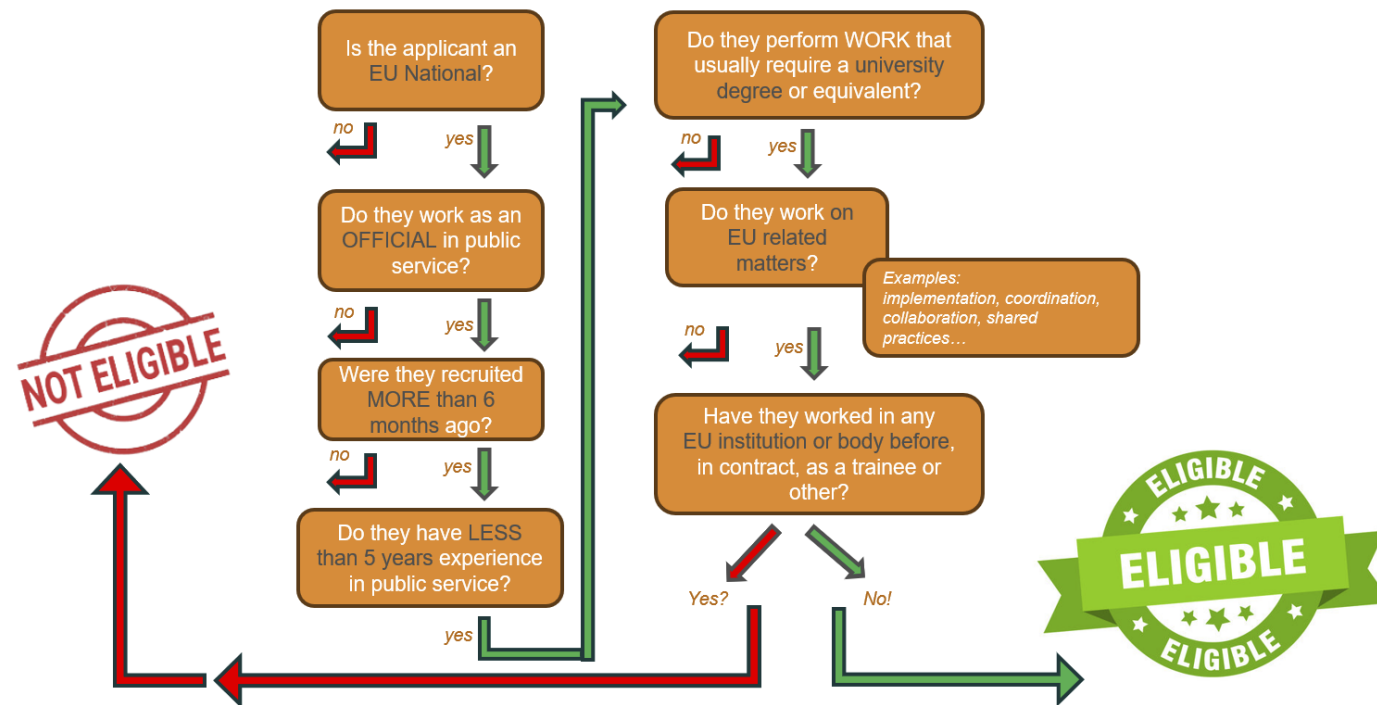 Is the applicant an
EU National?
no
yes
Do they work as an
OFFICIAL in public
service?
no
yes
Were they recruited
MORE than 6
months ago?
no
yes
Do they have LESS
than 5 years experience
in public service?
yes
Do they perform WORK that
usually require a university
degree or equivalent?
no
yes
Do they work on
EU related
matters?
Examples:
implementation, coordination,
collaboration, shared
practices…
no
yes
Have they worked in any
EU institution or body before,
in contract, as a trainee or
other?
Yes?
No!
NOT ELIGIBLE
ELIGIBLE
ELIGIBLE
ELIGIBLE